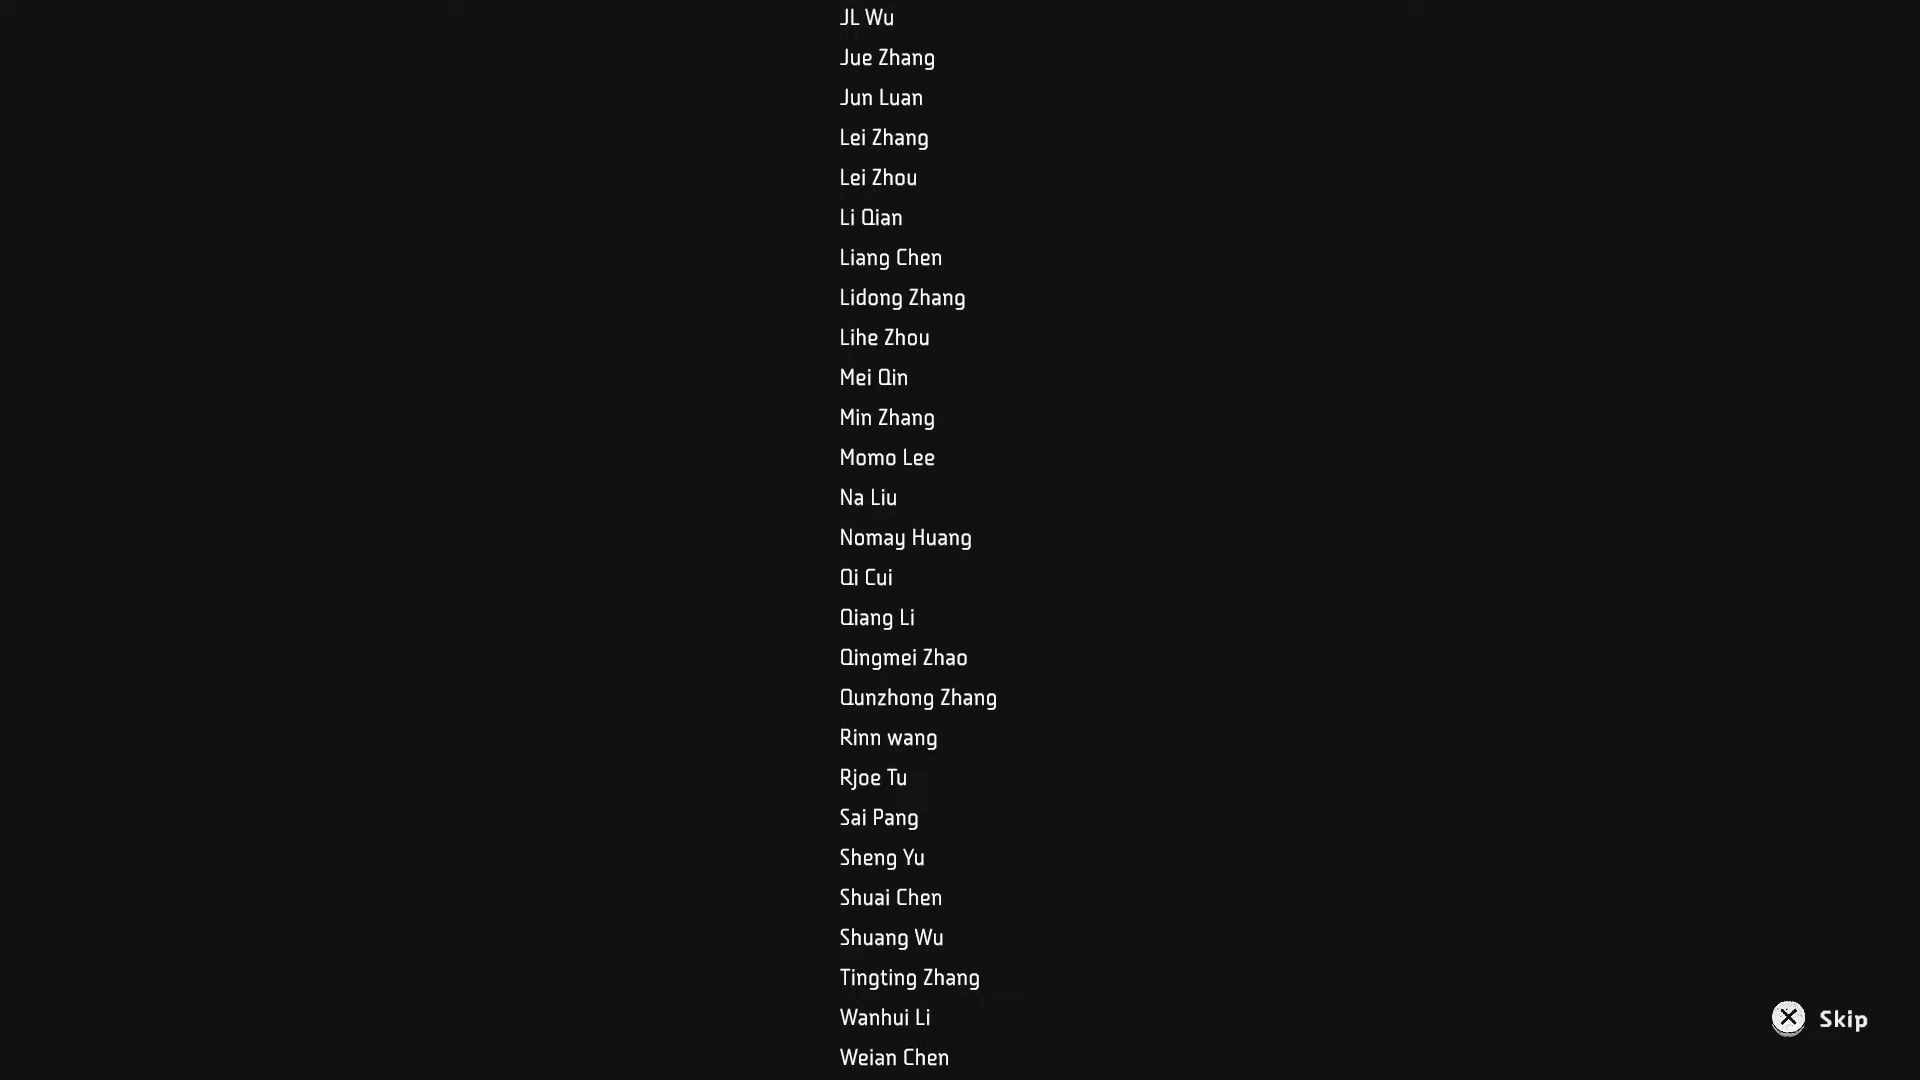 JL Wu
Jue Zhang
Jun Luan
Lei Zhang
Lei Zhou
Li Qian
Liang Chen
Lidong Zhang
Lihe Zhou
Mei Qin
Min Zhang
Momo Lee
Na Liu
Nomay Huang
Qi Cui
Qiang Li
Qingmei Zhao
Qunzhong Zhang
Rinn wang
Rjoe Tu
Sai Pang
Sheng Yu
Shuai Chen
Shuang Wu
Tingting Zhang
Wanhui Li
Skip
Weian Chen